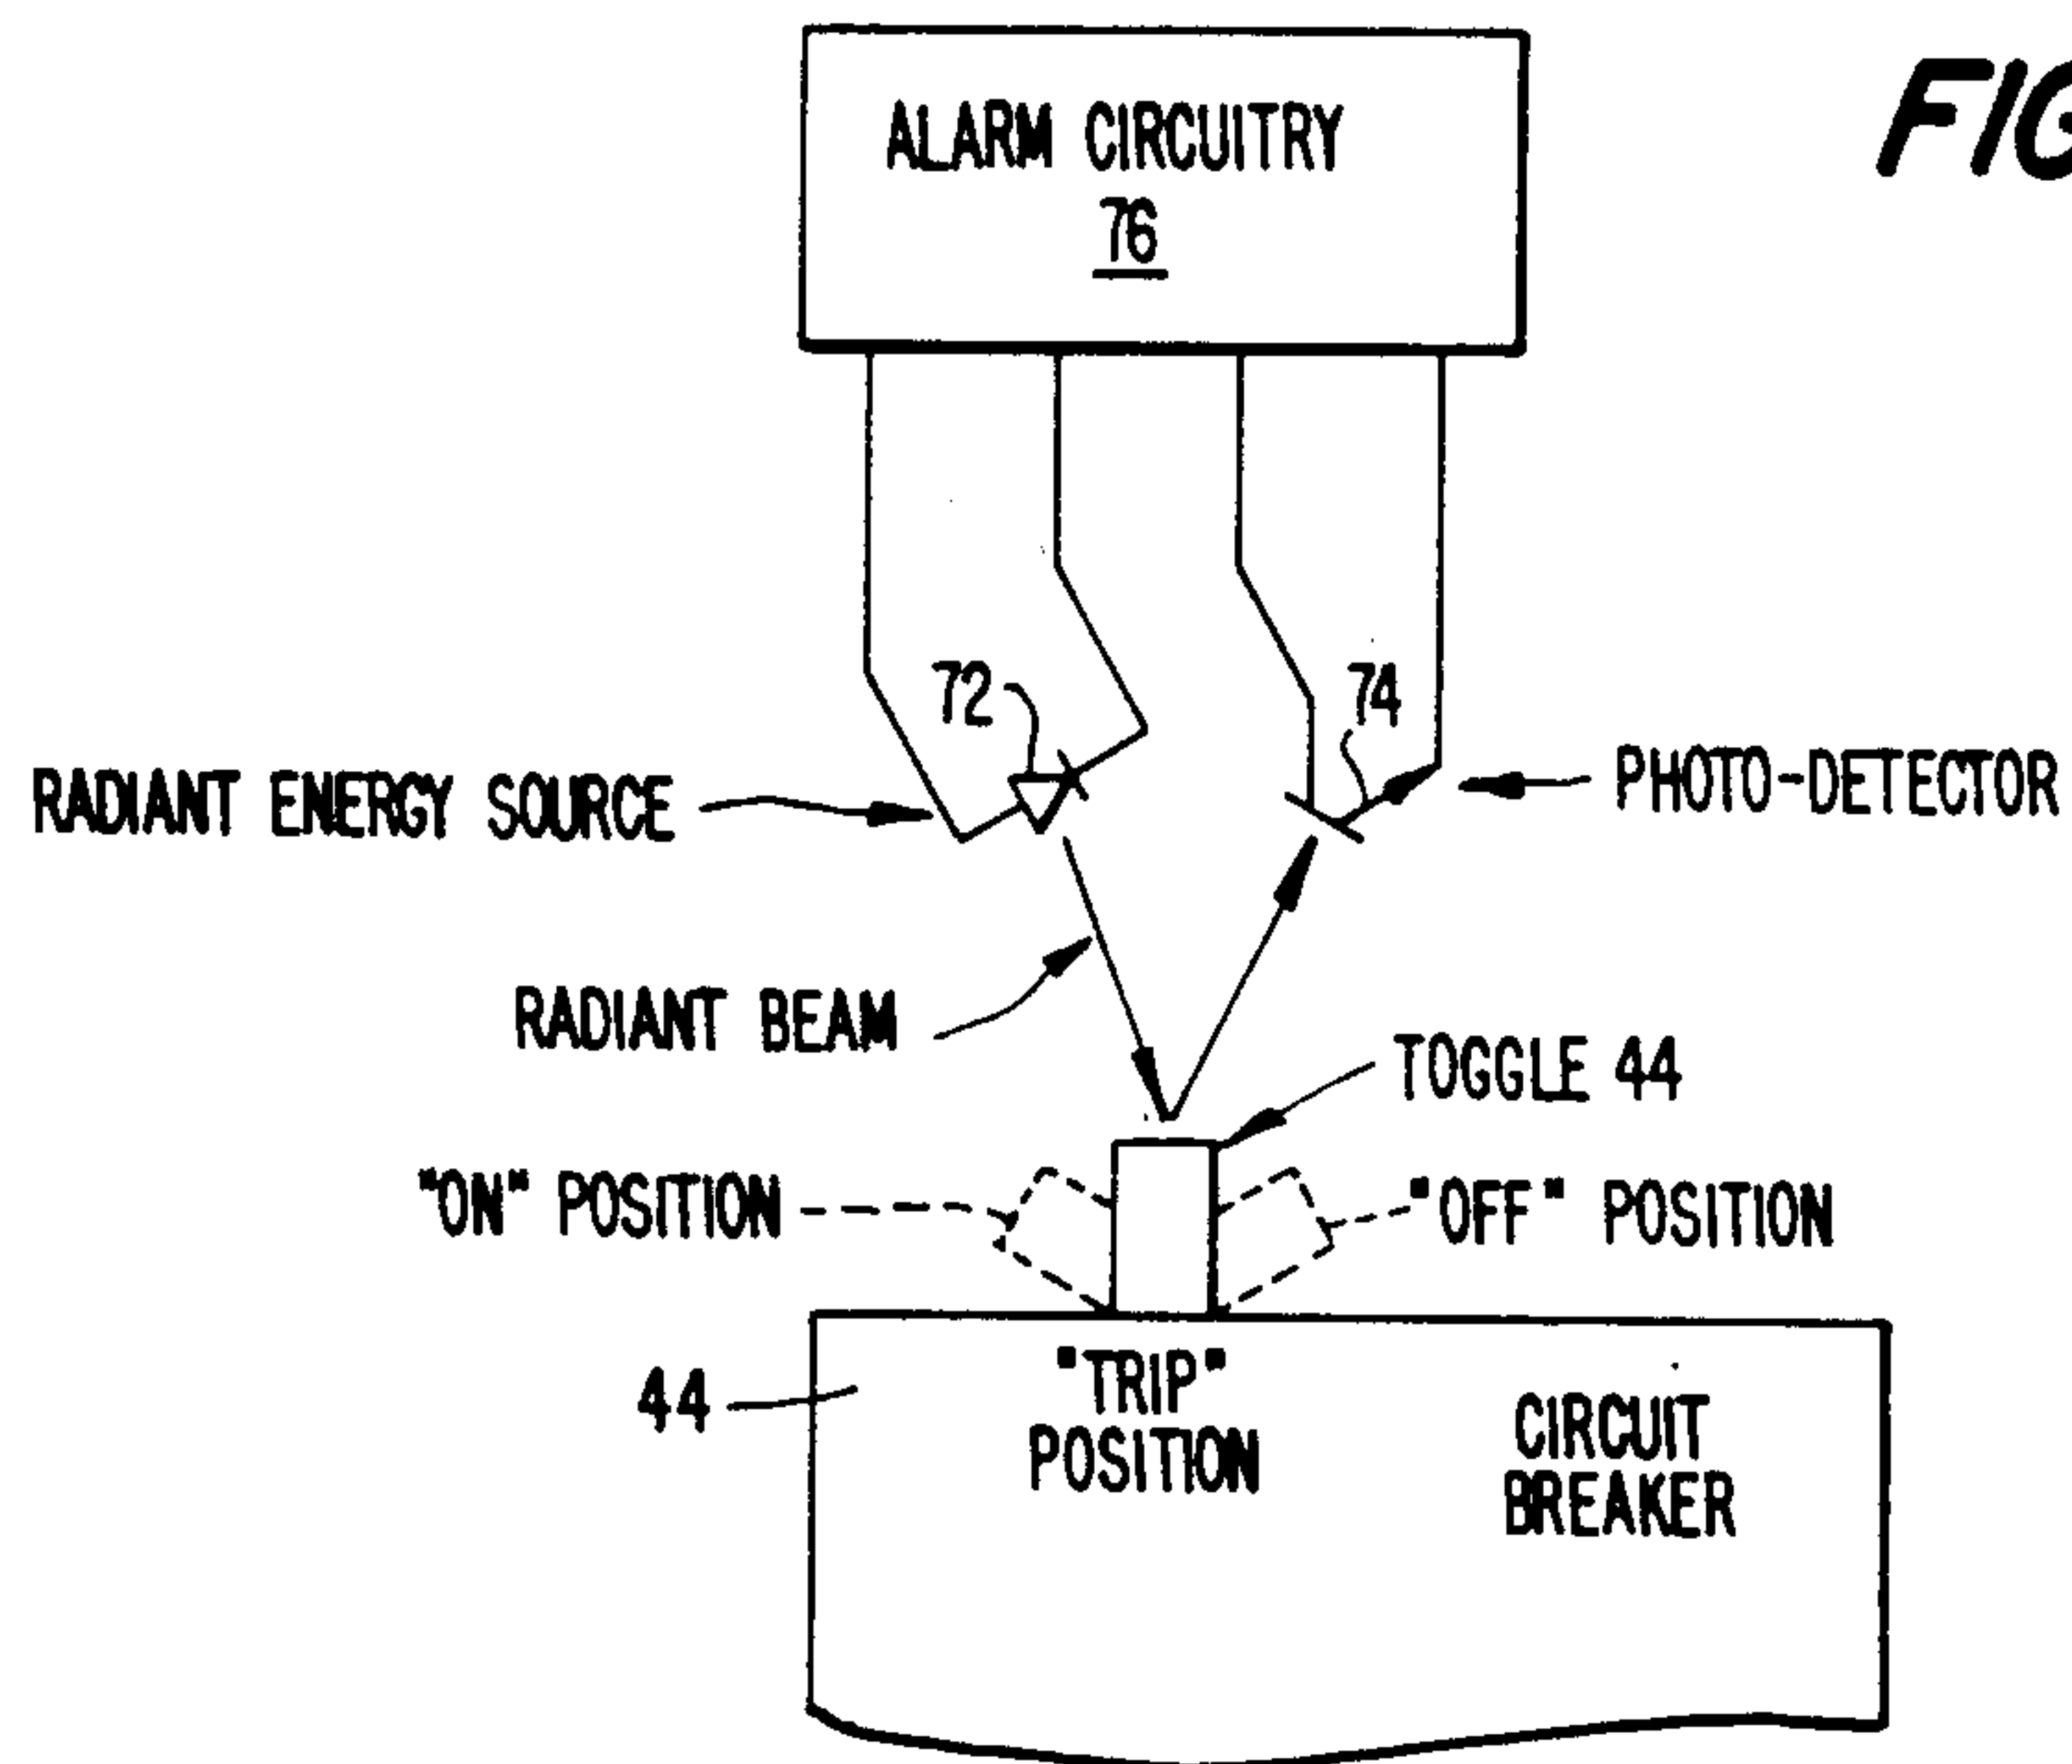 FIG
ALARM CIRCUITRY
76
72
74
RADIANT ENERGY SOURCE
PHOTO-DETECTOR
RADIANT BEAM
TOGGLE 44
"ON" POSITION
"OFF" POSITION
44
"TRIP"
POSITION
CIRCUIT
BREAKER